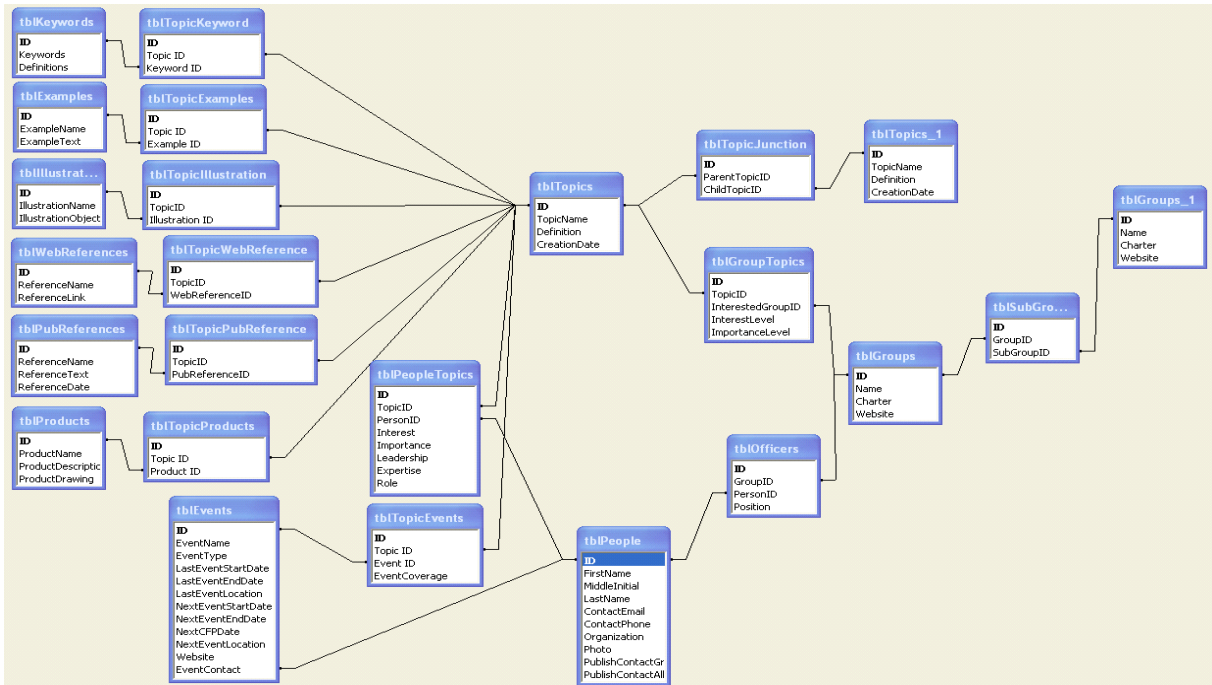 tblKeywords
ID
Keywords
Definitions
tblTopicKeyword
ID
Topic ID
Keyword ID
tblExamples
ID
ExampleName
ExampleText
tblTopicExamples
ID
Topic ID
Example ID
tblIllustrat...
ID
IllustrationName
IllustrationObject
tblTopicIllustration
ID
TopicID
Illustration ID
tblWebReferences
ID
ReferenceName
ReferenceLink
tblTopicWebReference
ID
TopicID
WebReferenceID
tblPubReferences
ID
ReferenceName
ReferenceText
ReferenceDate
tblTopicPubReference
ID
TopicID
PubReferenceID
tblProducts
ID
ProductName
ProductDescriptic
ProductDrawing
tblTopicProducts
ID
Topic ID
Product ID
tblPeopleTopics
ID
TopicID
PersonID
Interest
Importance
Leadership
Expertise
Role
tblEvents
ID
EventName
EventType
LastEventStartDate
LastEventEndDate
LastEventLocation
NextEventStartDate
NextEventEndDate
NextCFPDate
NextEventLocation
Website
EventContact
tblTopicEvents
ID
Topic ID
Event ID
EventCoverage
tblTopics
ID
TopicName
Definition
CreationDate
tblTopicJunction
ID
ParentTopicID
ChildTopicID
tblTopics_1
ID
TopicName
Definition
CreationDate
tblGroupTopics
ID
TopicID
InterestedGroupID
InterestLevel
ImportanceLevel
tblGroups
ID
Name
Charter
Website
tblSubGro...
ID
GroupID
SubGroupID
tblGroups_1
ID
Name
Charter
Website
tblOfficers
ID
GroupID
PersonID
Position
tblPeople
ID
FirstName
MiddleInitial
LastName
ContactEmail
ContactPhone
Organization
Photo
PublishContactGr
PublishContactAll